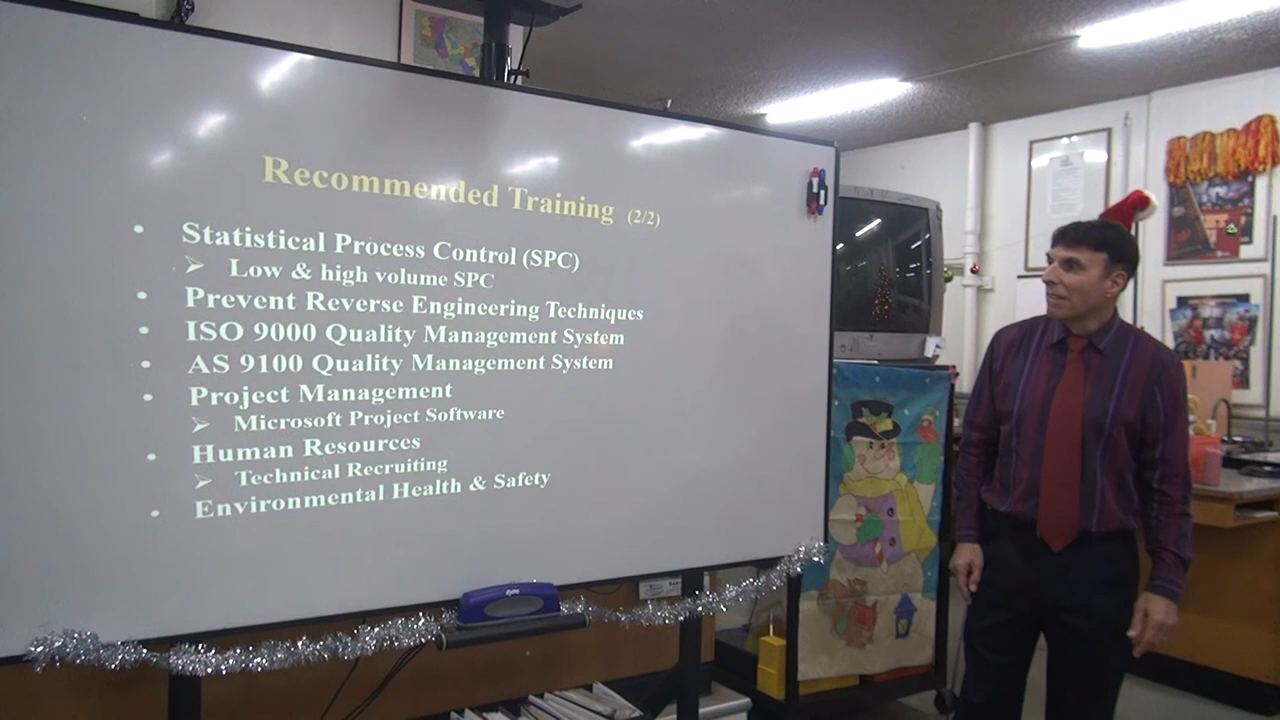 Recommended Training (2/2)
• Statistical Process Control (SPC)
➢ Low & high volume SPC
• Prevent Reverse Engineering Techniques
• ISO 9000 Quality Management System
• AS 9100 Quality Management System
• Project Management
➢ Microsoft Project Software
• Human Resources
➢ Technical Recruiting
• Environmental Health & Safety